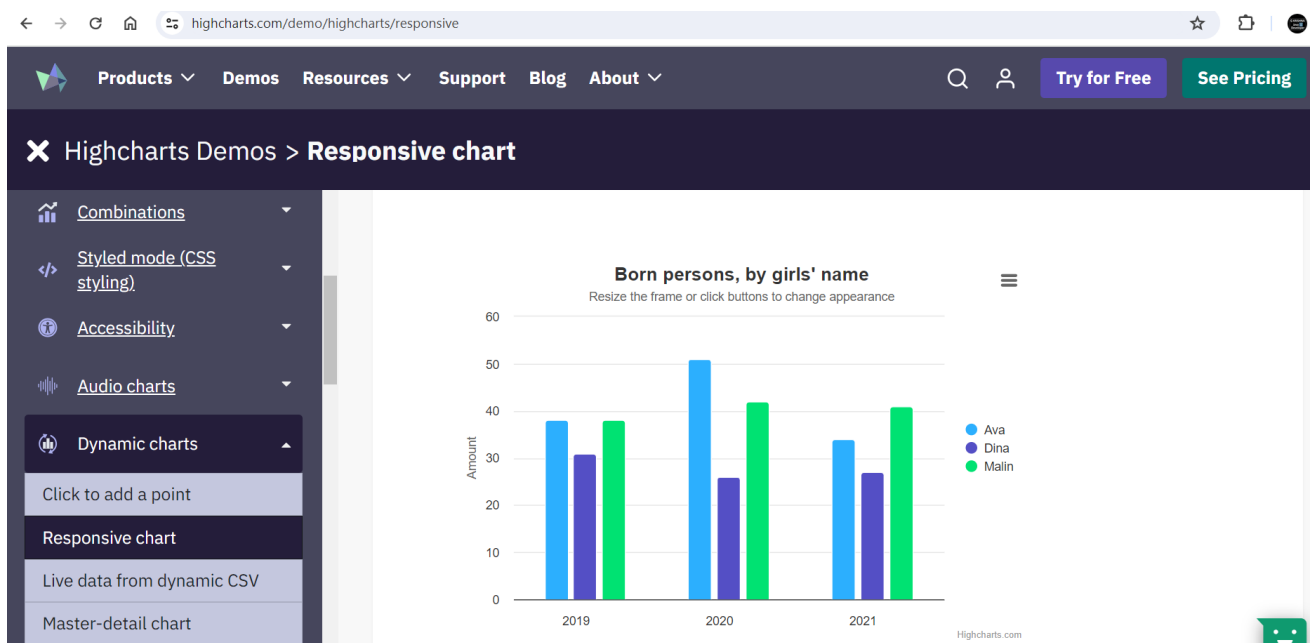 highcharts.com/demo/highcharts/responsive
Products Demos Resources Support Blog About Try for Free See Pricing
Highcharts Demos > Responsive chart
Combinations
Styled mode (CSS
styling)
Accessibility
Audio charts
Dynamic charts
Click to add a point
Responsive chart
Live data from dynamic CSV
Master-detail chart
Born persons, by girls' name
Resize the frame or click buttons to change appearance
Amount
60
50
40
30
20
10
0
2019 2020 2021
Ava
Dina
Malin
Highcharts.com